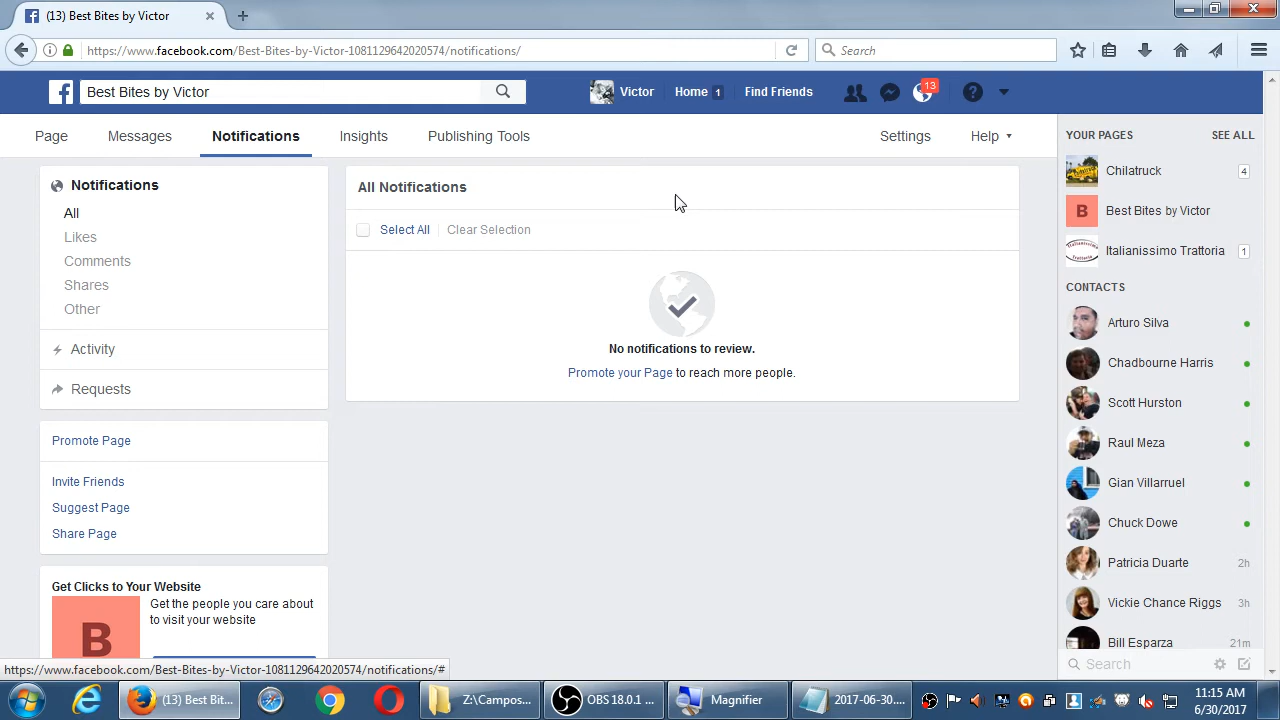 (13) Best Bites by Victor
https://www.facebook.com/Best-Bites-by-Victor-1081129642020574/notifications/
Search
Best Bites by Victor
Victor
Home 1
Find Friends
13
Page
Messages
Notifications
Insights
Publishing Tools
Settings
Help
Notifications
All
Likes
Comments
Shares
Other
Activity
Requests
Promote Page
Invite Friends
Suggest Page
Share Page
Get Clicks to Your Website
B
Get the people you care about
to visit your website
All Notifications
Select All
Clear Selection
No notifications to review.
Promote your Page to reach more people.
YOUR PAGES
SEE ALL
Chilatruck
4
B
Best Bites by Victor
Italianissimo Trattoria
1
CONTACTS
Arturo Silva
Chadbourne Harris
Scott Hurston
Raul Meza
Gian Villarruel
Chuck Dowe
Patricia Duarte
2h
Vickie Chance Riggs
3h
Bill Esparza
21m
Search
https://www.facebook.com/Best-Bites-by-Victor-1081129642020574/notifications/#
(13) Best Bit...
Z:\Campos...
OBS 18.0.1 ...
Magnifier
2017-06-30....
11:15 AM
6/30/2017